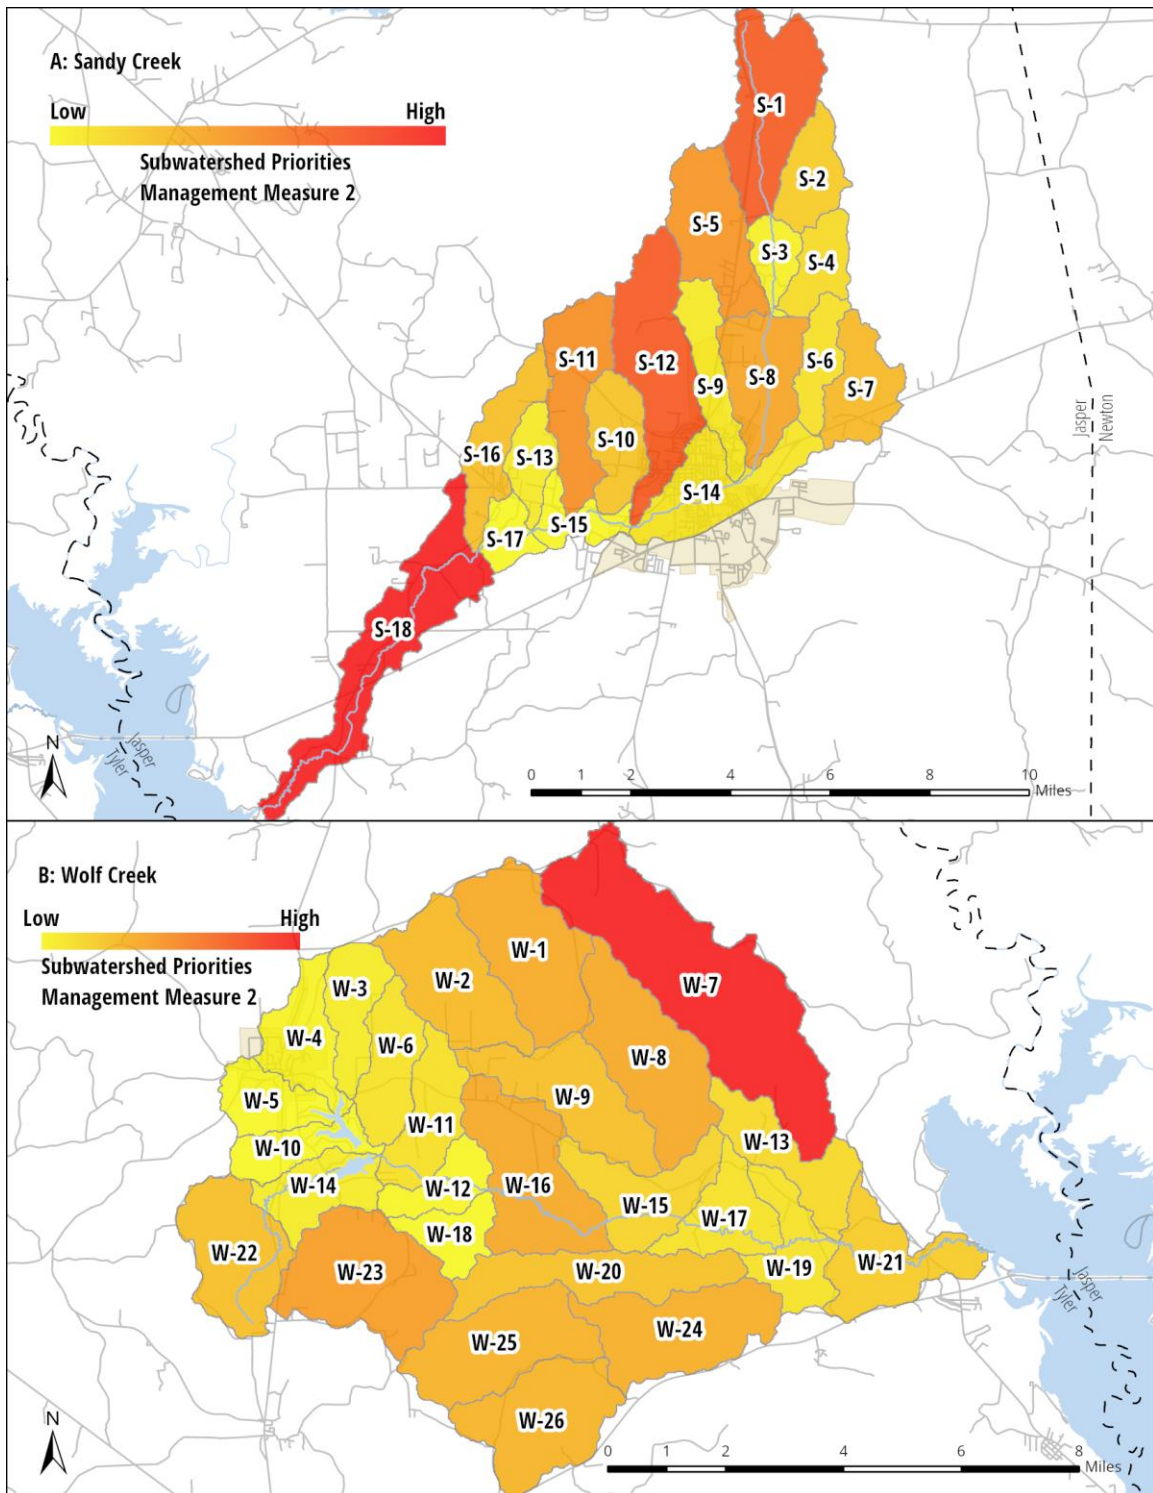 A: Sandy Creek
Low High
Subwatershed Priorities
Management Measure 2
S-1
S-2
S-5
S-3
S-4
S-11
S-12
S-9
S-8
S-6
S-7
S-10
S-16
S-13
S-14
S-15
S-17
S-18
Jasper
Newton
Jasper
Tyler
N
0 1 2 4 6 8 10
Miles
B: Wolf Creek
Low High
Subwatershed Priorities
Management Measure 2
W-1
W-2
W-3
W-7
W-4
W-6
W-8
W-5
W-9
W-11
W-13
W-10
W-14
W-12
W-16
W-15
W-17
W-18
W-22
W-23
W-20
W-19
W-21
W-24
W-25
W-26
Jasper
Tyler
N
0 1 2 4 6 8
Miles